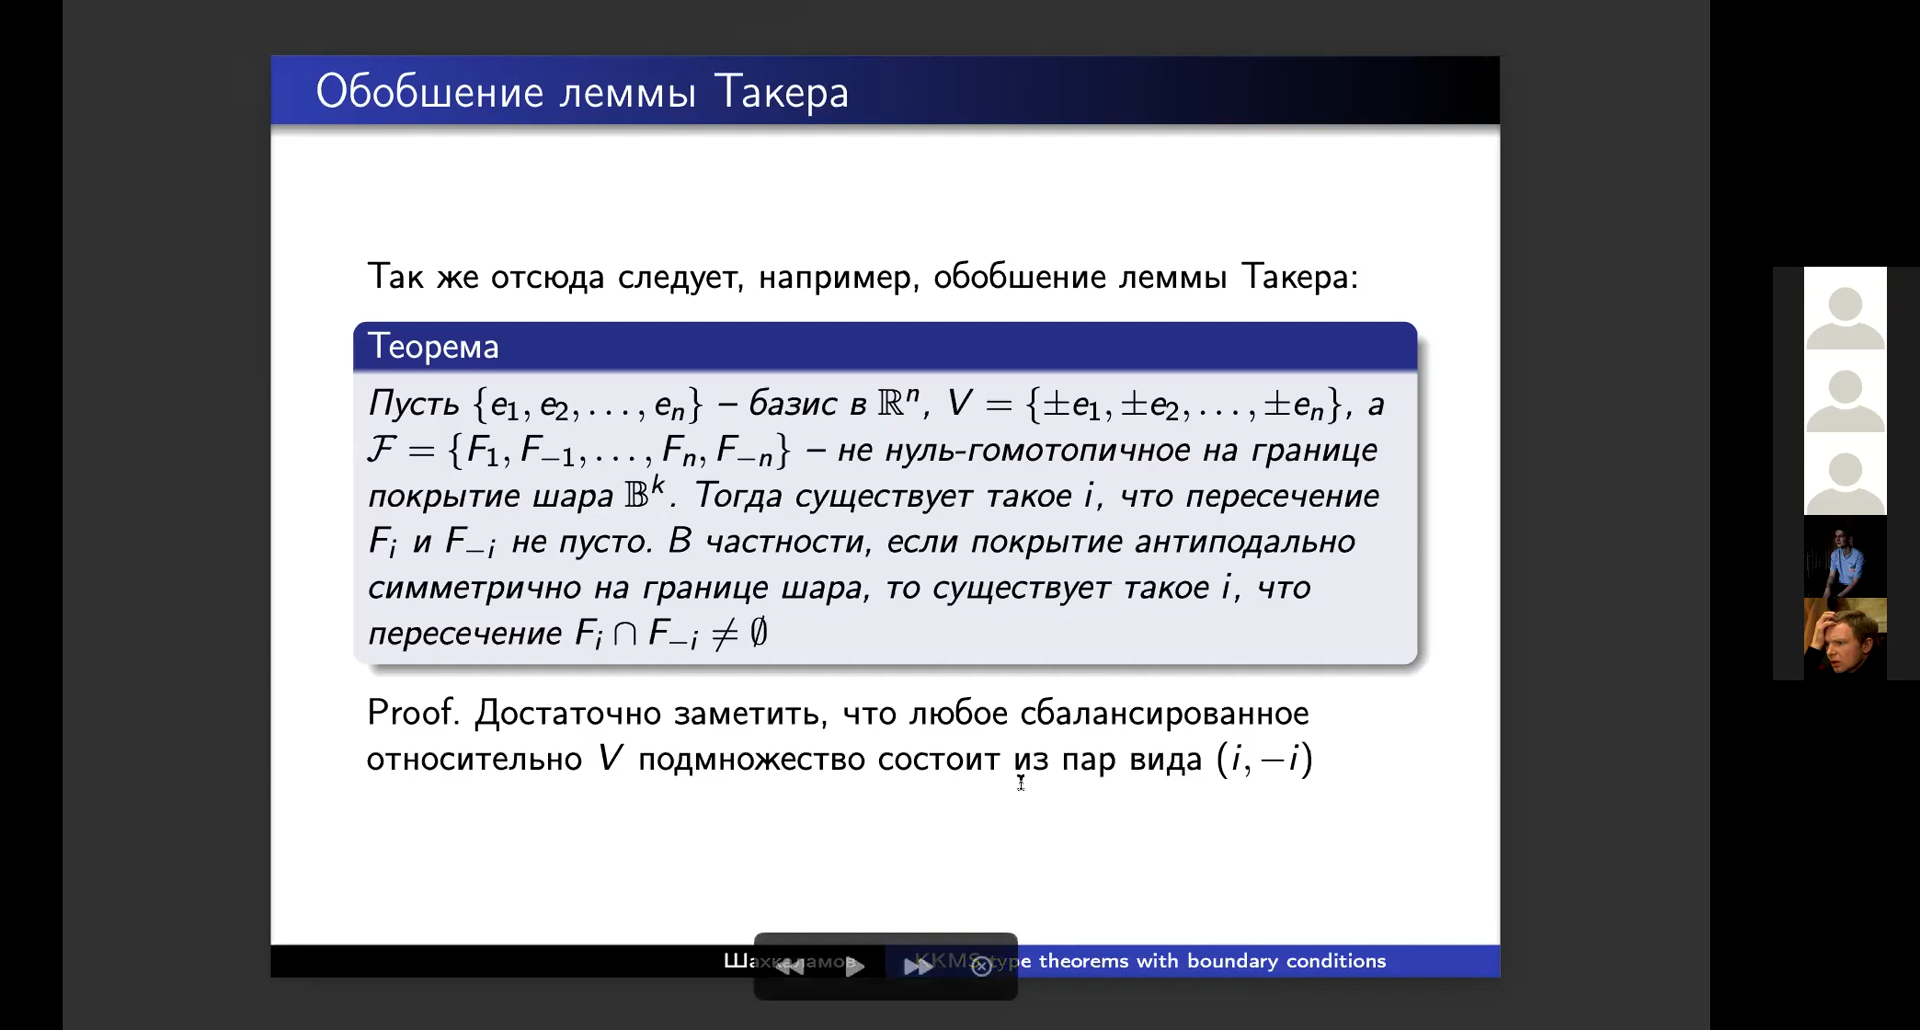 Обобшение леммы Такера
Так же отсюда следует, например, обобшение леммы Такера:
Теорема
Пусть {e₁, e₂, . . . , eₙ} – базис в ℝⁿ, V = {±e₁, ±e₂, . . . , ±eₙ}, а
ℱ = {F₁, F₋₁, . . . , Fₙ, F₋ₙ} – не нуль-гомотопичное на границе
покрытие шара 𝔹ᵏ. Тогда существует такое i, что пересечение
Fᵢ и F₋ᵢ не пусто. В частности, если покрытие антиподально
симметрично на границе шара, то существует такое i, что
пересечение Fᵢ ∩ F₋ᵢ ≠ ∅
Proof. Достаточно заметить, что любое сбалансированное
относительно V подмножество состоит из пар вида (i, −i)
Шахкаламов KKMS type theorems with boundary conditions